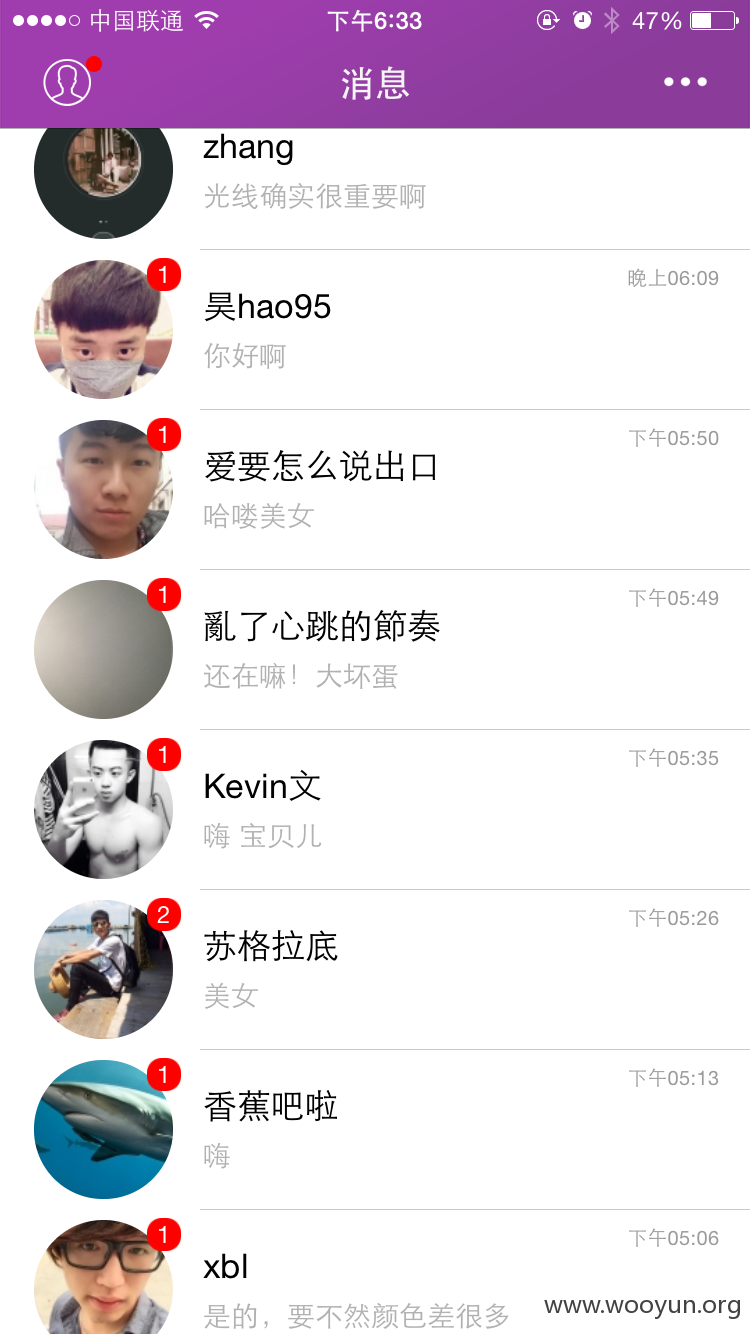 中国联通 下午6:33 47%
消息
zhang
光线确实很重要啊
1 晚上06:09
昊hao95
你好啊
1 下午05:50
爱要怎么说出口
哈喽美女
1 下午05:49
亂了心跳的節奏
还在嘛！大坏蛋
1 下午05:35
Kevin文
嗨 宝贝儿
2 下午05:26
苏格拉底
美女
1 下午05:13
香蕉吧啦
嗨
1 下午05:06
xbl
是的，要不然颜色差很多
www.wooyun.org